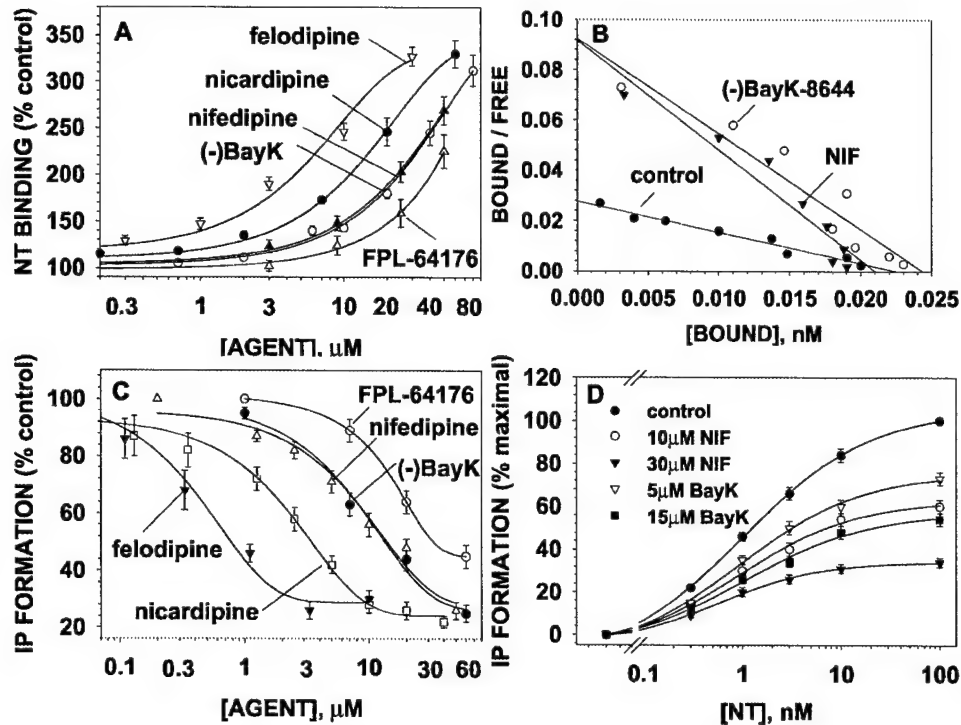 A
NT BINDING (% control)
350
300
250
200
150
100
felodipine
nicardipine
nifedipine
(-)BayK
FPL-64176
0.3
1
3
10
20
40
80
[AGENT], μM
B
BOUND / FREE
0.10
0.08
0.06
0.04
0.02
0.00
(-)BayK-8644
NIF
control
0.000
0.005
0.010
0.015
0.020
0.025
[BOUND], nM
C
IP FORMATION (% control)
100
80
60
40
20
FPL-64176
nifedipine
(-)BayK
felodipine
nicardipine
0.1
0.3
1
3
10
30
60
[AGENT], μM
D
IP FORMATION (% maximal)
120
100
80
60
40
20
0
control
10μM NIF
30μM NIF
5μM BayK
15μM BayK
0.1
1
10
100
[NT], nM